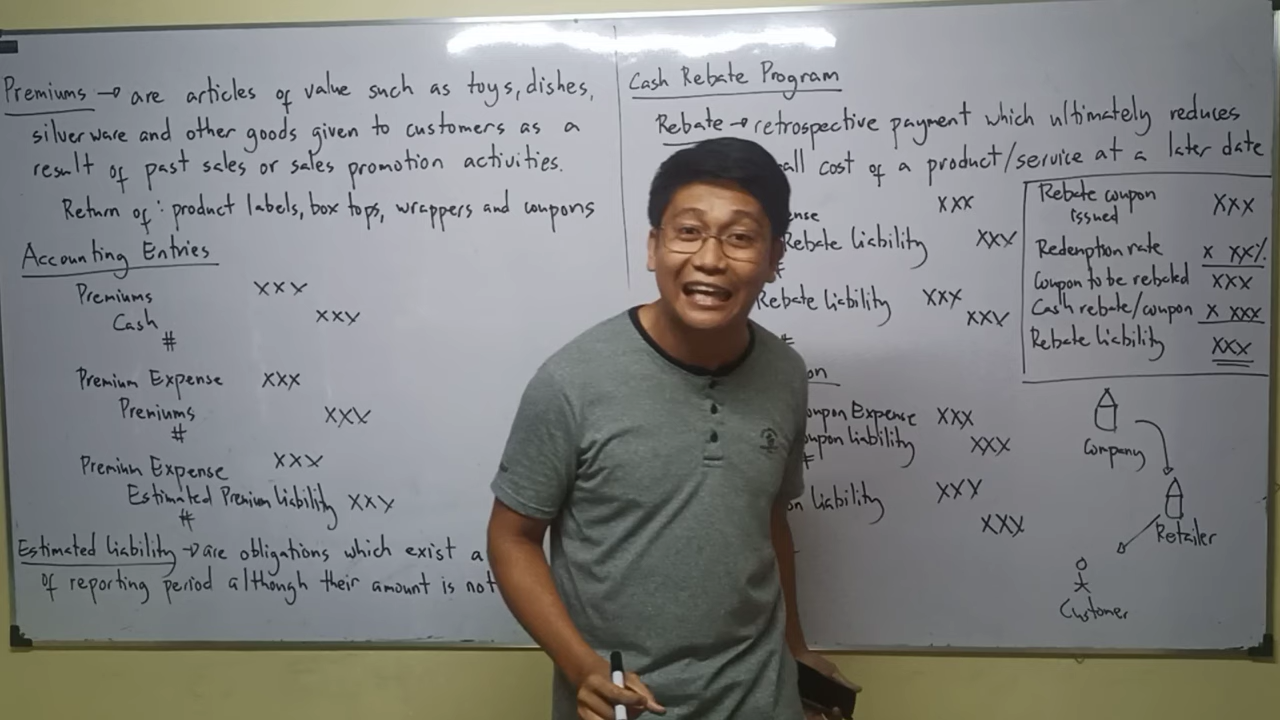 Premiums → are articles of value such as toys, dishes,
silverware and other goods given to customers as a
result of past sales or sales promotion activities.
Return of : product labels, box tops, wrappers and coupons
Accounting Entries
Premiums XXX
Cash XXX
#
Premium Expense XXX
Premiums XXX
#
Premium Expense XXX
Estimated Premium Liability XXX
#
Estimated Liability → are obligations which exist
of reporting period although their amount is not
Cash Rebate Program
Rebate → retrospective payment which ultimately reduces
cost of a product/service at a later date
XXX
Rebate Liability XXX
Rebate Liability XXX
XXX
Coupon Expense XXX
Coupon Liability XXX
Liability XXX
XXX
Rebate coupon
issued XXX
Redemption rate X XX%
Coupon to be rebated XXX
Cash rebate/coupon X XXX
Rebate Liability XXX
Company
Retailer
Customer